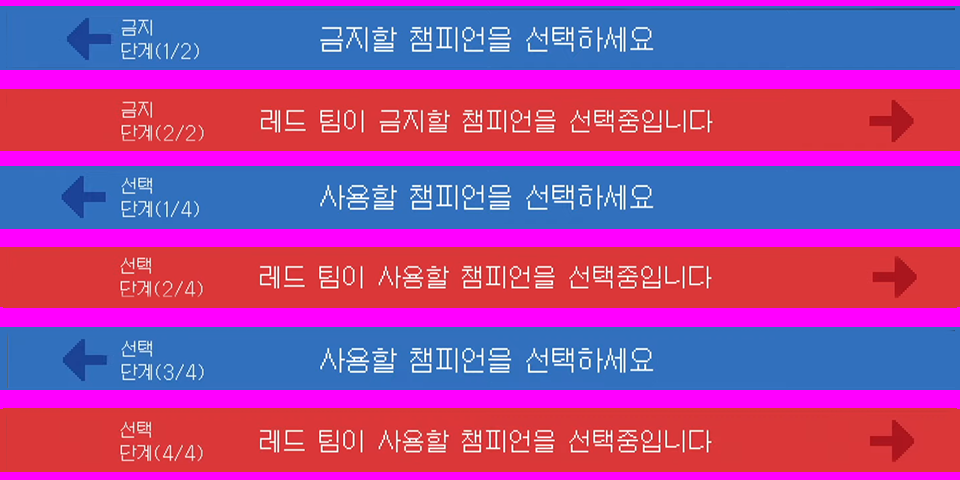 금지
단계(1/2)
금지할 챔피언을 선택하세요
금지
단계(2/2)
레드 팀이 금지할 챔피언을 선택중입니다
선택
단계(1/4)
사용할 챔피언을 선택하세요
선택
단계(2/4)
레드 팀이 사용할 챔피언을 선택중입니다
선택
단계(3/4)
사용할 챔피언을 선택하세요
선택
단계(4/4)
레드 팀이 사용할 챔피언을 선택중입니다